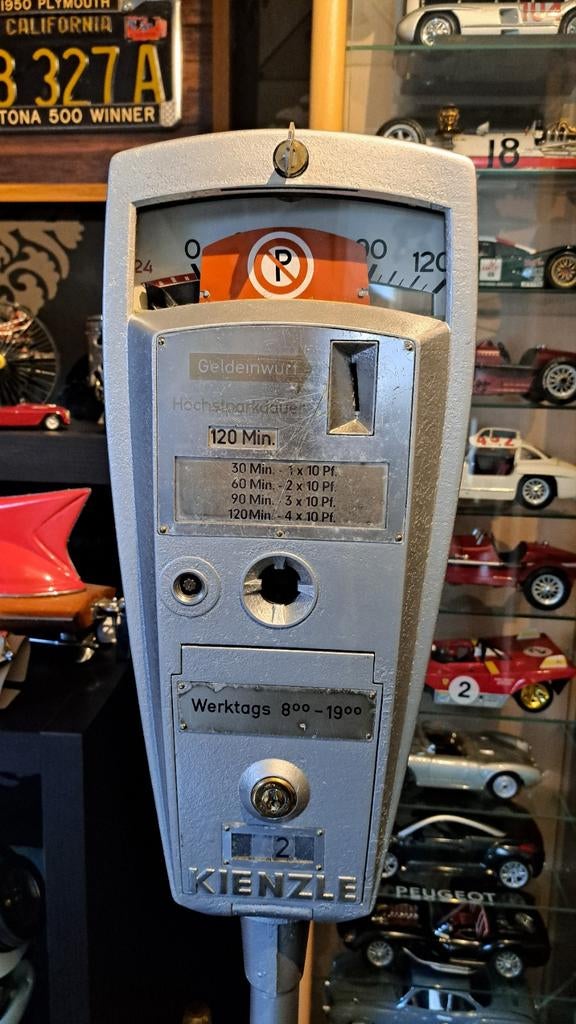 1950 PLYMOUTH
CALIFORNIA
3 327 A
TONA 500 WINNER
104
18
24 0 90 120
P
Geldeinwurf
Höchstparkdauer
120 Min.
30 Min. - 1 x 10 Pf.
60 Min. - 2 x 10 Pf.
90 Min. - 3 x 10 Pf.
120 Min. - 4 x 10 Pf.
Werktags 8⁰⁰ - 19⁰⁰
2
KIENZLE
2
PEUGEOT